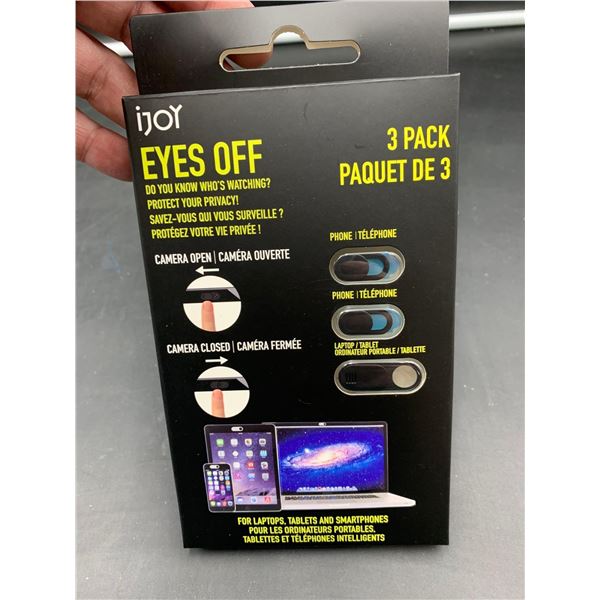 iJOY
EYES OFF
DO YOU KNOW WHO'S WATCHING?
PROTECT YOUR PRIVACY!
SAVEZ-VOUS QUI VOUS SURVEILLE ?
PROTÉGEZ VOTRE VIE PRIVÉE !
3 PACK
PAQUET DE 3
CAMERA OPEN | CAMÉRA OUVERTE
CAMERA CLOSED | CAMÉRA FERMÉE
PHONE | TÉLÉPHONE
PHONE | TÉLÉPHONE
LAPTOP / TABLET
ORDINATEUR PORTABLE / TABLETTE
FOR LAPTOPS, TABLETS AND SMARTPHONES
POUR LES ORDINATEURS PORTABLES,
TABLETTES ET TÉLÉPHONES INTELLIGENTS